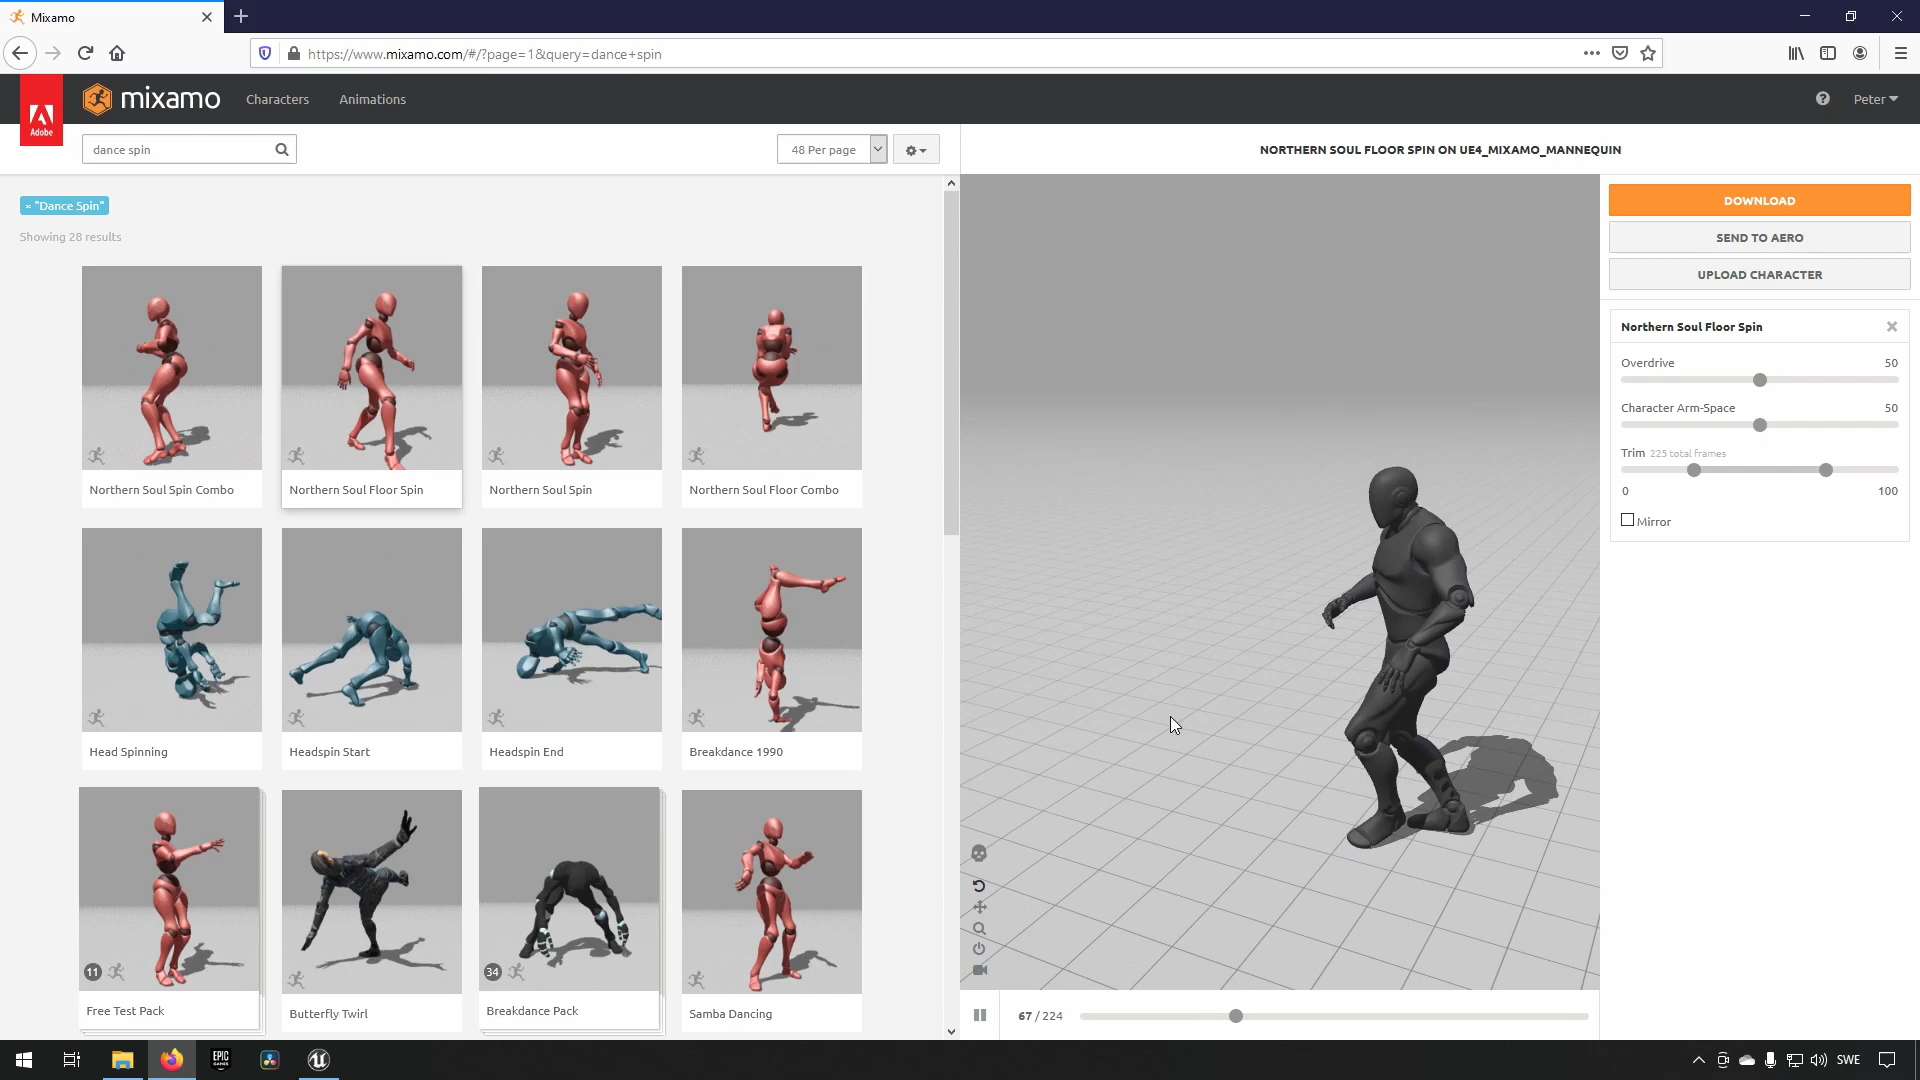 Mixamo
https://www.mixamo.com/#/?page=1&query=dance+spin
Adobe
mixamo
Characters
Animations
Peter
dance spin
48 Per page
NORTHERN SOUL FLOOR SPIN ON UE4_MIXAMO_MANNEQUIN
× "Dance Spin"
Showing 28 results
DOWNLOAD
SEND TO AERO
UPLOAD CHARACTER
Northern Soul Floor Spin
Overdrive 50
Character Arm-Space 50
Trim 225 total frames
0 100
Mirror
Northern Soul Spin Combo
Northern Soul Floor Spin
Northern Soul Spin
Northern Soul Floor Combo
Head Spinning
Headspin Start
Headspin End
Breakdance 1990
11
34
Free Test Pack
Butterfly Twirl
Breakdance Pack
Samba Dancing
67 / 224
EPIC
GAMES
SWE